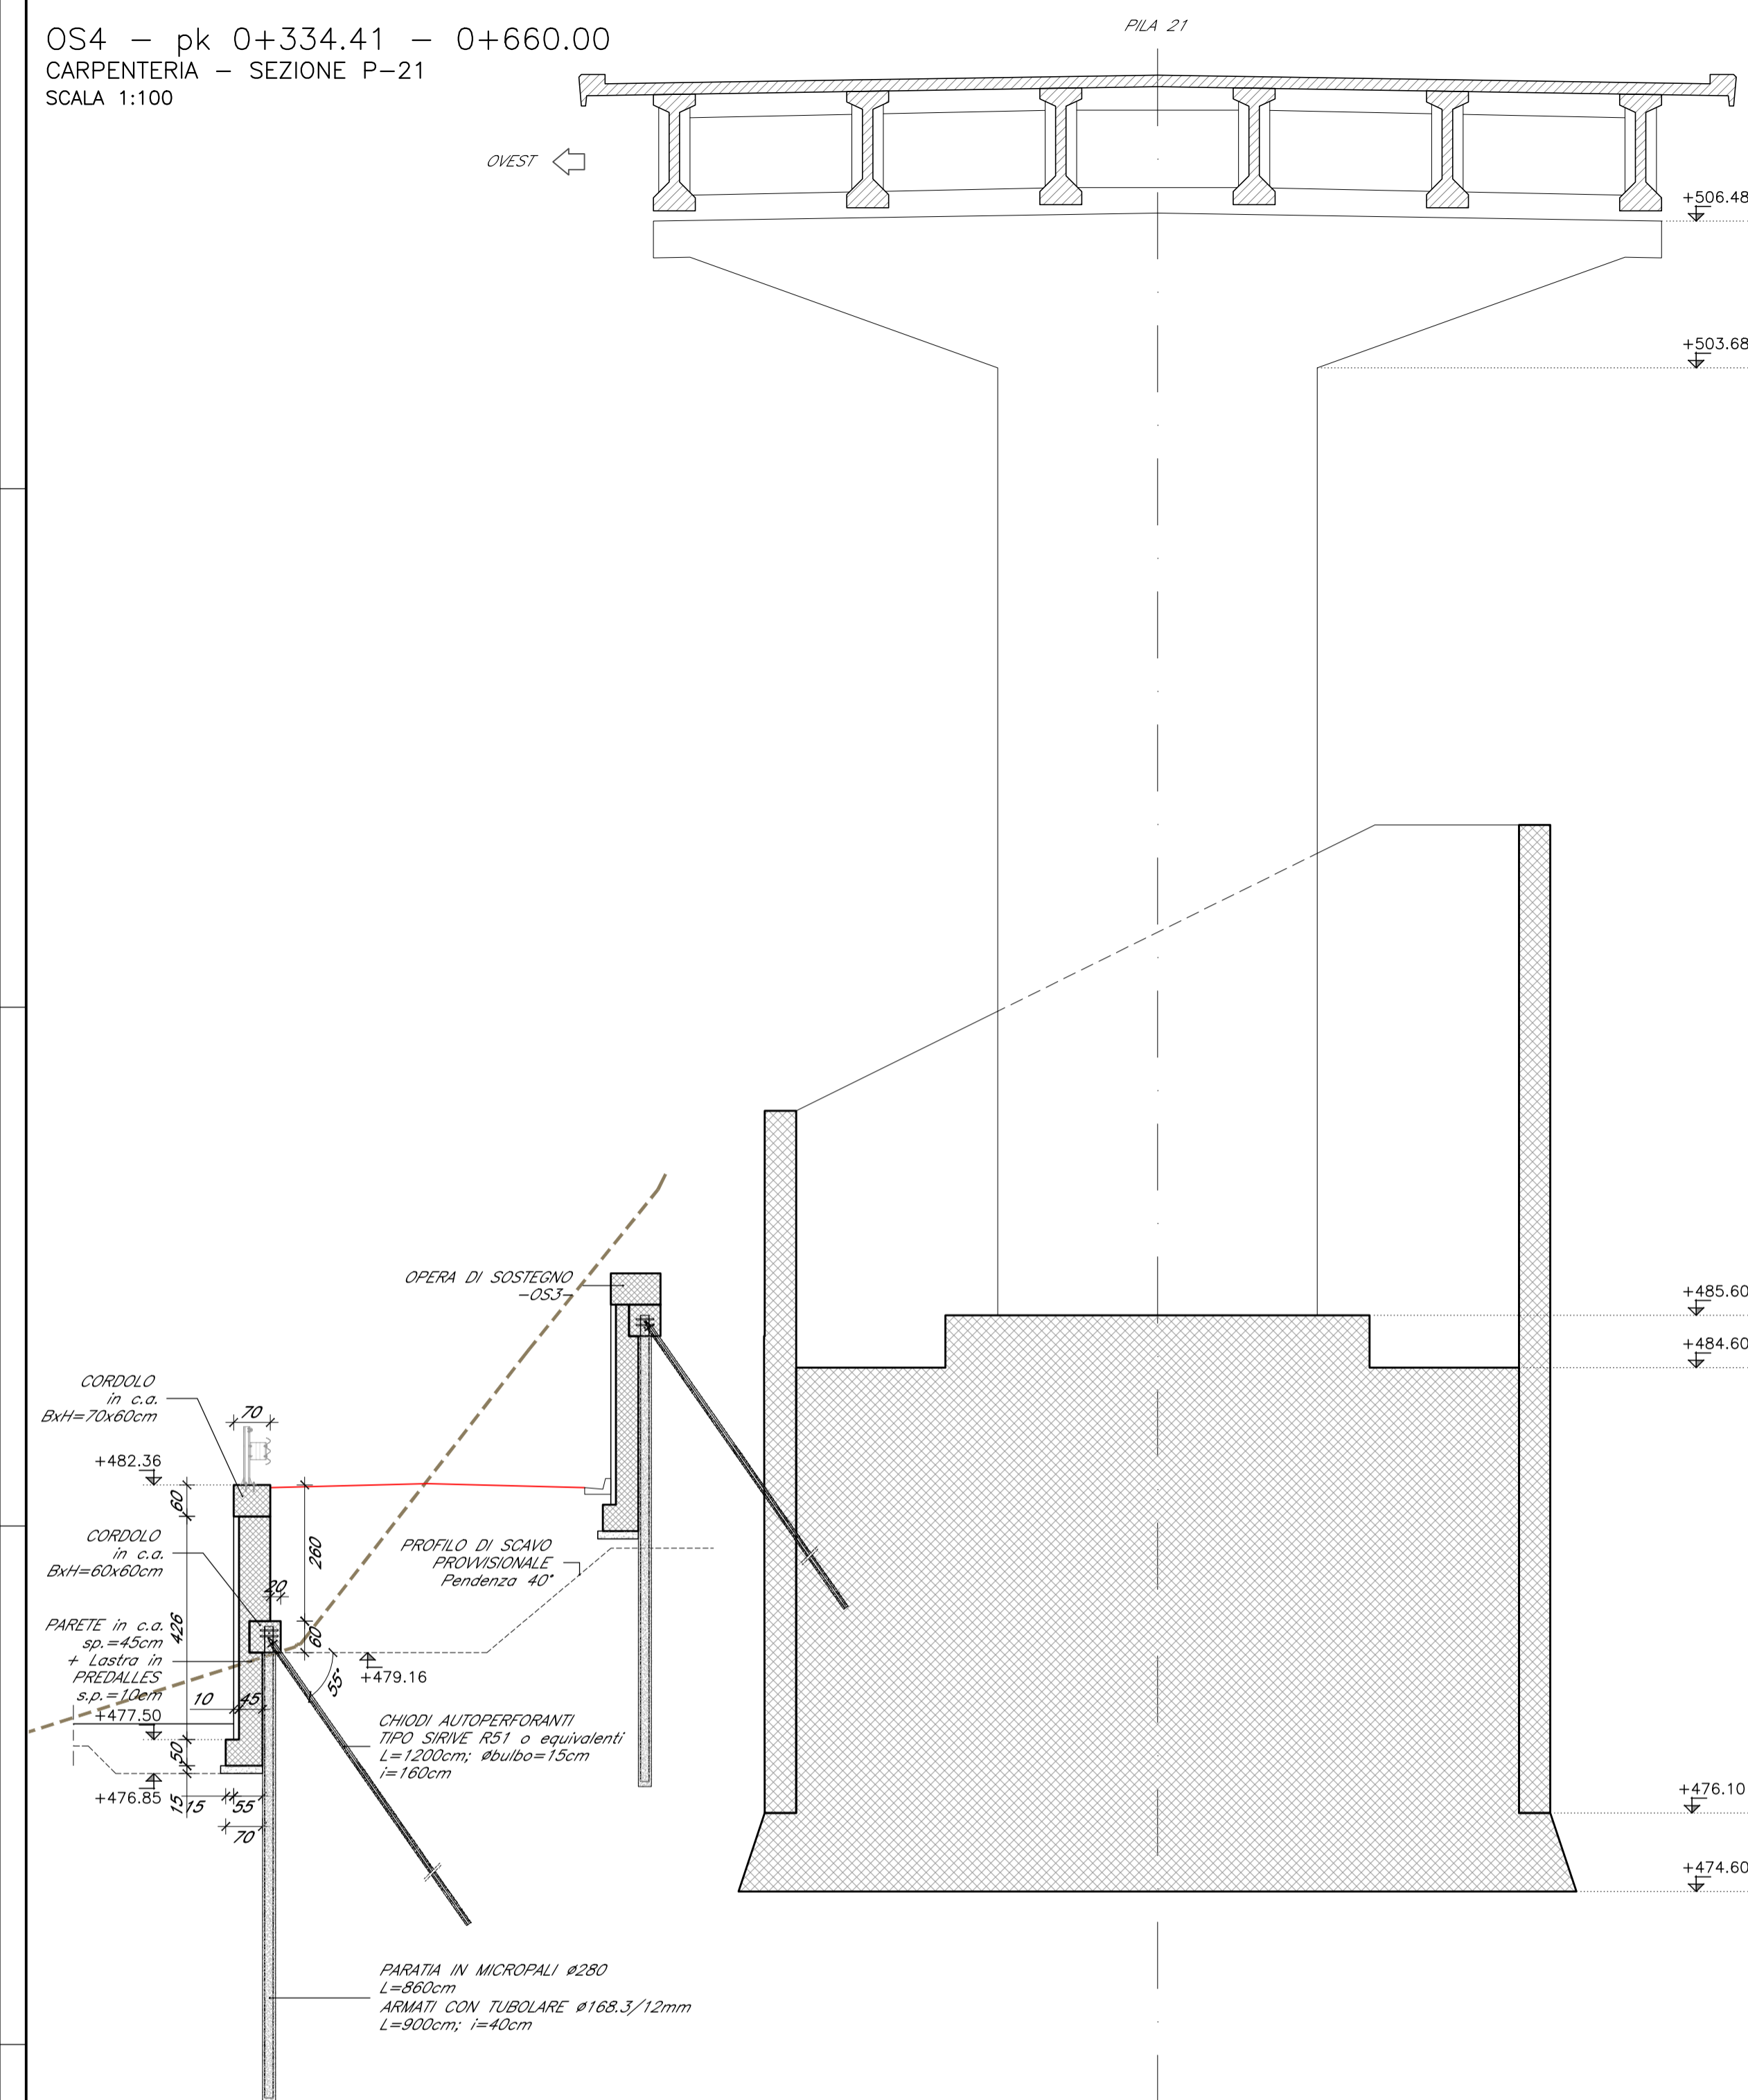 OS4 – pk 0+334.41 – 0+660.00
CARPENTERIA – SEZIONE P-21
SCALA 1:100
PILA 21
OVEST
+506.48
+503.68
OPERA DI SOSTEGNO
-OS3-
+485.60
+484.60
CORDOLO
in c.a.
BxH=70x60cm
70
+482.36
60
CORDOLO
in c.a.
BxH=60x60cm
260
20
PROFILO DI SCAVO
PROVVISIONALE
Pendenza 40°
426
60
PARETE in c.a.
sp.=45cm
+ Lastra in
PREDALLES
s.p.=10cm
55°
+479.16
10
45
+477.50
CHIODI AUTOPERFORANTI
TIPO SIRIVE R51 o equivalenti
L=1200cm; øbulbo=15cm
i=160cm
50
+476.85
15
15
55
70
+476.10
+474.60
PARATIA IN MICROPALI ø280
L=860cm
ARMATI CON TUBOLARE ø168.3/12mm
L=900cm; i=40cm